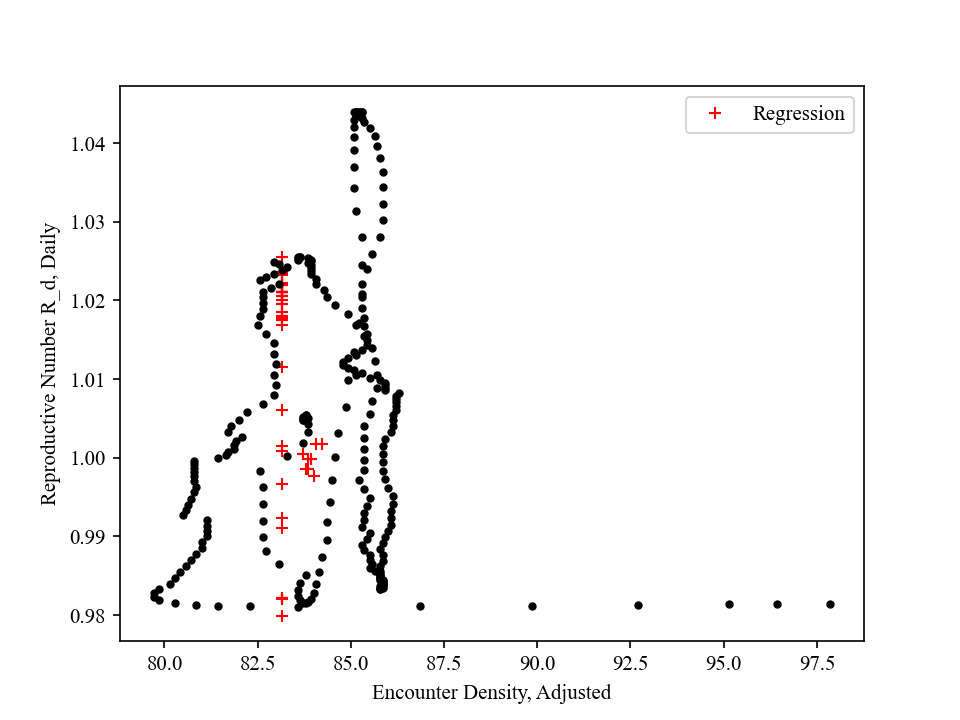 Regression
1.04
1.03
1.02
1.01
1.00
0.99
0.98
Reproductive Number R_d, Daily
80.0 82.5 85.0 87.5 90.0 92.5 95.0 97.5
Encounter Density, Adjusted